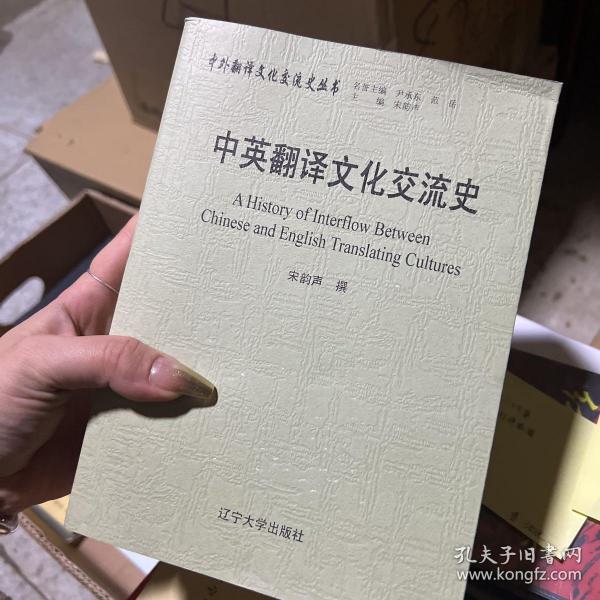 中外翻译文化交流史丛书
名誉主编 尹承东 范岳
主编 宋韵声
中英翻译文化交流史
A History of Interflow Between
Chinese and English Translating Cultures
宋韵声 撰
辽宁大学出版社
孔夫子旧书网
www.kongfz.com